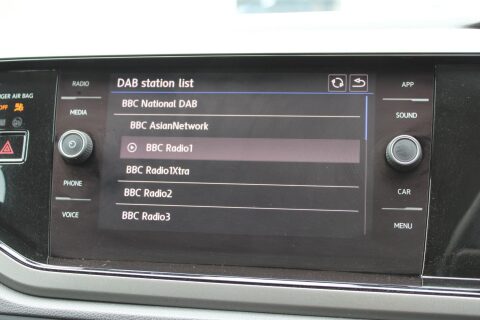 RADIO
DAB station list
APP
GER AIR BAG
OFF
BBC National DAB
MEDIA
BBC AsianNetwork
SOUND
BBC Radio1
BBC Radio1Xtra
PHONE
BBC Radio2
CAR
VOICE
BBC Radio3
MENU